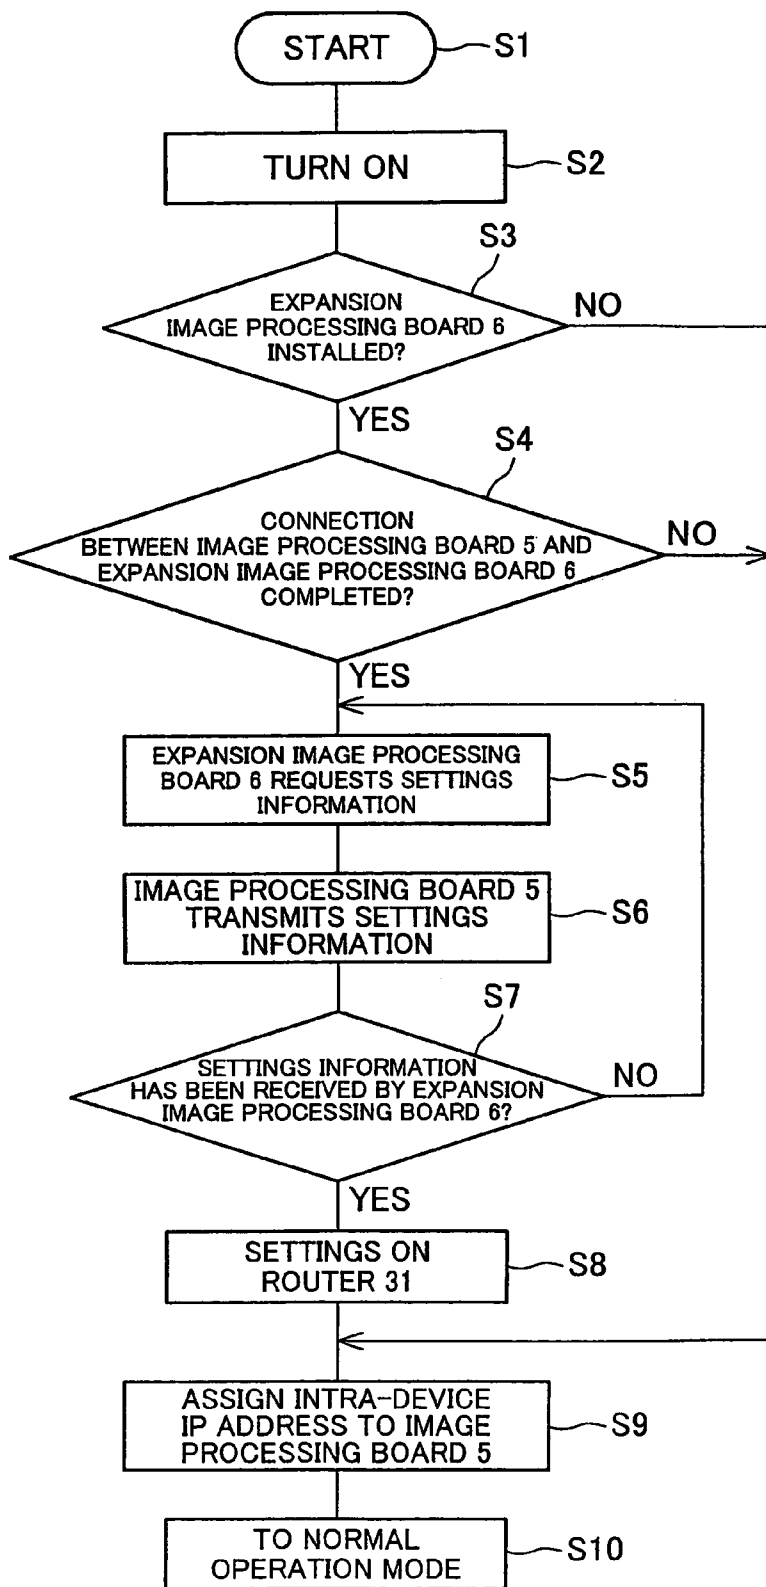 START
S1
TURN ON
S2
S3
EXPANSION
IMAGE PROCESSING BOARD 6
INSTALLED?
NO
YES
S4
CONNECTION
BETWEEN IMAGE PROCESSING BOARD 5 AND
EXPANSION IMAGE PROCESSING BOARD 6
COMPLETED?
NO
YES
EXPANSION IMAGE PROCESSING
BOARD 6 REQUESTS SETTINGS
INFORMATION
S5
IMAGE PROCESSING BOARD 5
TRANSMITS SETTINGS
INFORMATION
S6
S7
SETTINGS INFORMATION
HAS BEEN RECEIVED BY EXPANSION
IMAGE PROCESSING BOARD 6?
NO
YES
SETTINGS ON
ROUTER 31
S8
ASSIGN INTRA-DEVICE
IP ADDRESS TO IMAGE
PROCESSING BOARD 5
S9
TO NORMAL
OPERATION MODE
S10